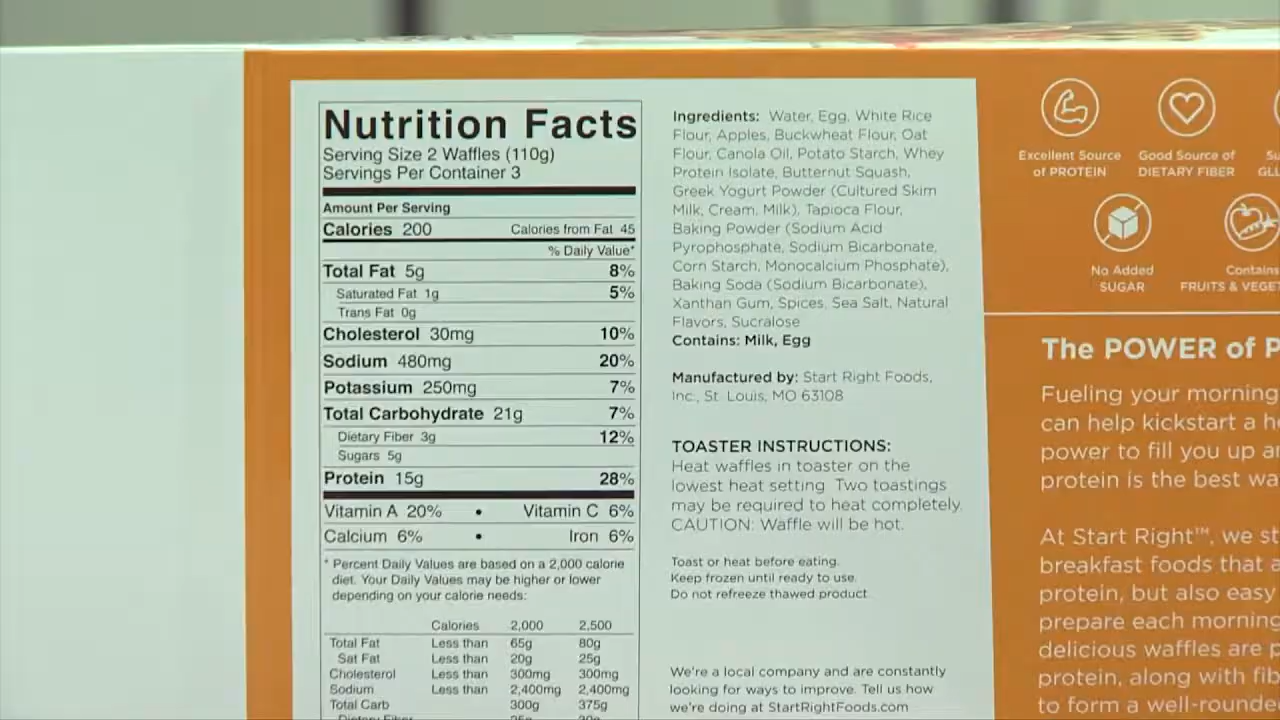 Nutrition Facts
Serving Size 2 Waffles (110g)
Servings Per Container 3
Amount Per Serving
Calories 200 Calories from Fat 45
% Daily Value*
Total Fat 5g 8%
Saturated Fat 1g 5%
Trans Fat 0g
Cholesterol 30mg 10%
Sodium 480mg 20%
Potassium 250mg 7%
Total Carbohydrate 21g 7%
Dietary Fiber 3g 12%
Sugars 5g
Protein 15g 28%
Vitamin A 20% • Vitamin C 6%
Calcium 6% • Iron 6%
* Percent Daily Values are based on a 2,000 calorie
diet. Your Daily Values may be higher or lower
depending on your calorie needs:
Calories 2,000 2,500
Total Fat Less than 65g 80g
Sat Fat Less than 20g 25g
Cholesterol Less than 300mg 300mg
Sodium Less than 2,400mg 2,400mg
Total Carb 300g 375g
Ingredients: Water, Egg, White Rice
Flour, Apples, Buckwheat Flour, Oat
Flour, Canola Oil, Potato Starch, Whey
Protein Isolate, Butternut Squash,
Greek Yogurt Powder (Cultured Skim
Milk, Cream, Milk), Tapioca Flour,
Baking Powder (Sodium Acid
Pyrophosphate, Sodium Bicarbonate,
Corn Starch, Monocalcium Phosphate),
Baking Soda (Sodium Bicarbonate),
Xanthan Gum, Spices, Sea Salt, Natural
Flavors, Sucralose
Contains: Milk, Egg
Manufactured by: Start Right Foods,
Inc., St. Louis, MO 63108
TOASTER INSTRUCTIONS:
Heat waffles in toaster on the
lowest heat setting. Two toastings
may be required to heat completely.
CAUTION: Waffle will be hot.
Toast or heat before eating.
Keep frozen until ready to use.
Do not refreeze thawed product.
We're a local company and are constantly
looking for ways to improve. Tell us how
we're doing at StartRightFoods.com
Excellent Source
of PROTEIN
Good Source of
DIETARY FIBER
No Added
SUGAR
Contains
FRUITS &
The POWER of P
Fueling your morning
can help kickstart a
power to fill you up
protein is the best
At Start Right™, we
breakfast foods that
protein, but also easy
prepare each morning
delicious waffles are
protein, along with
to form a